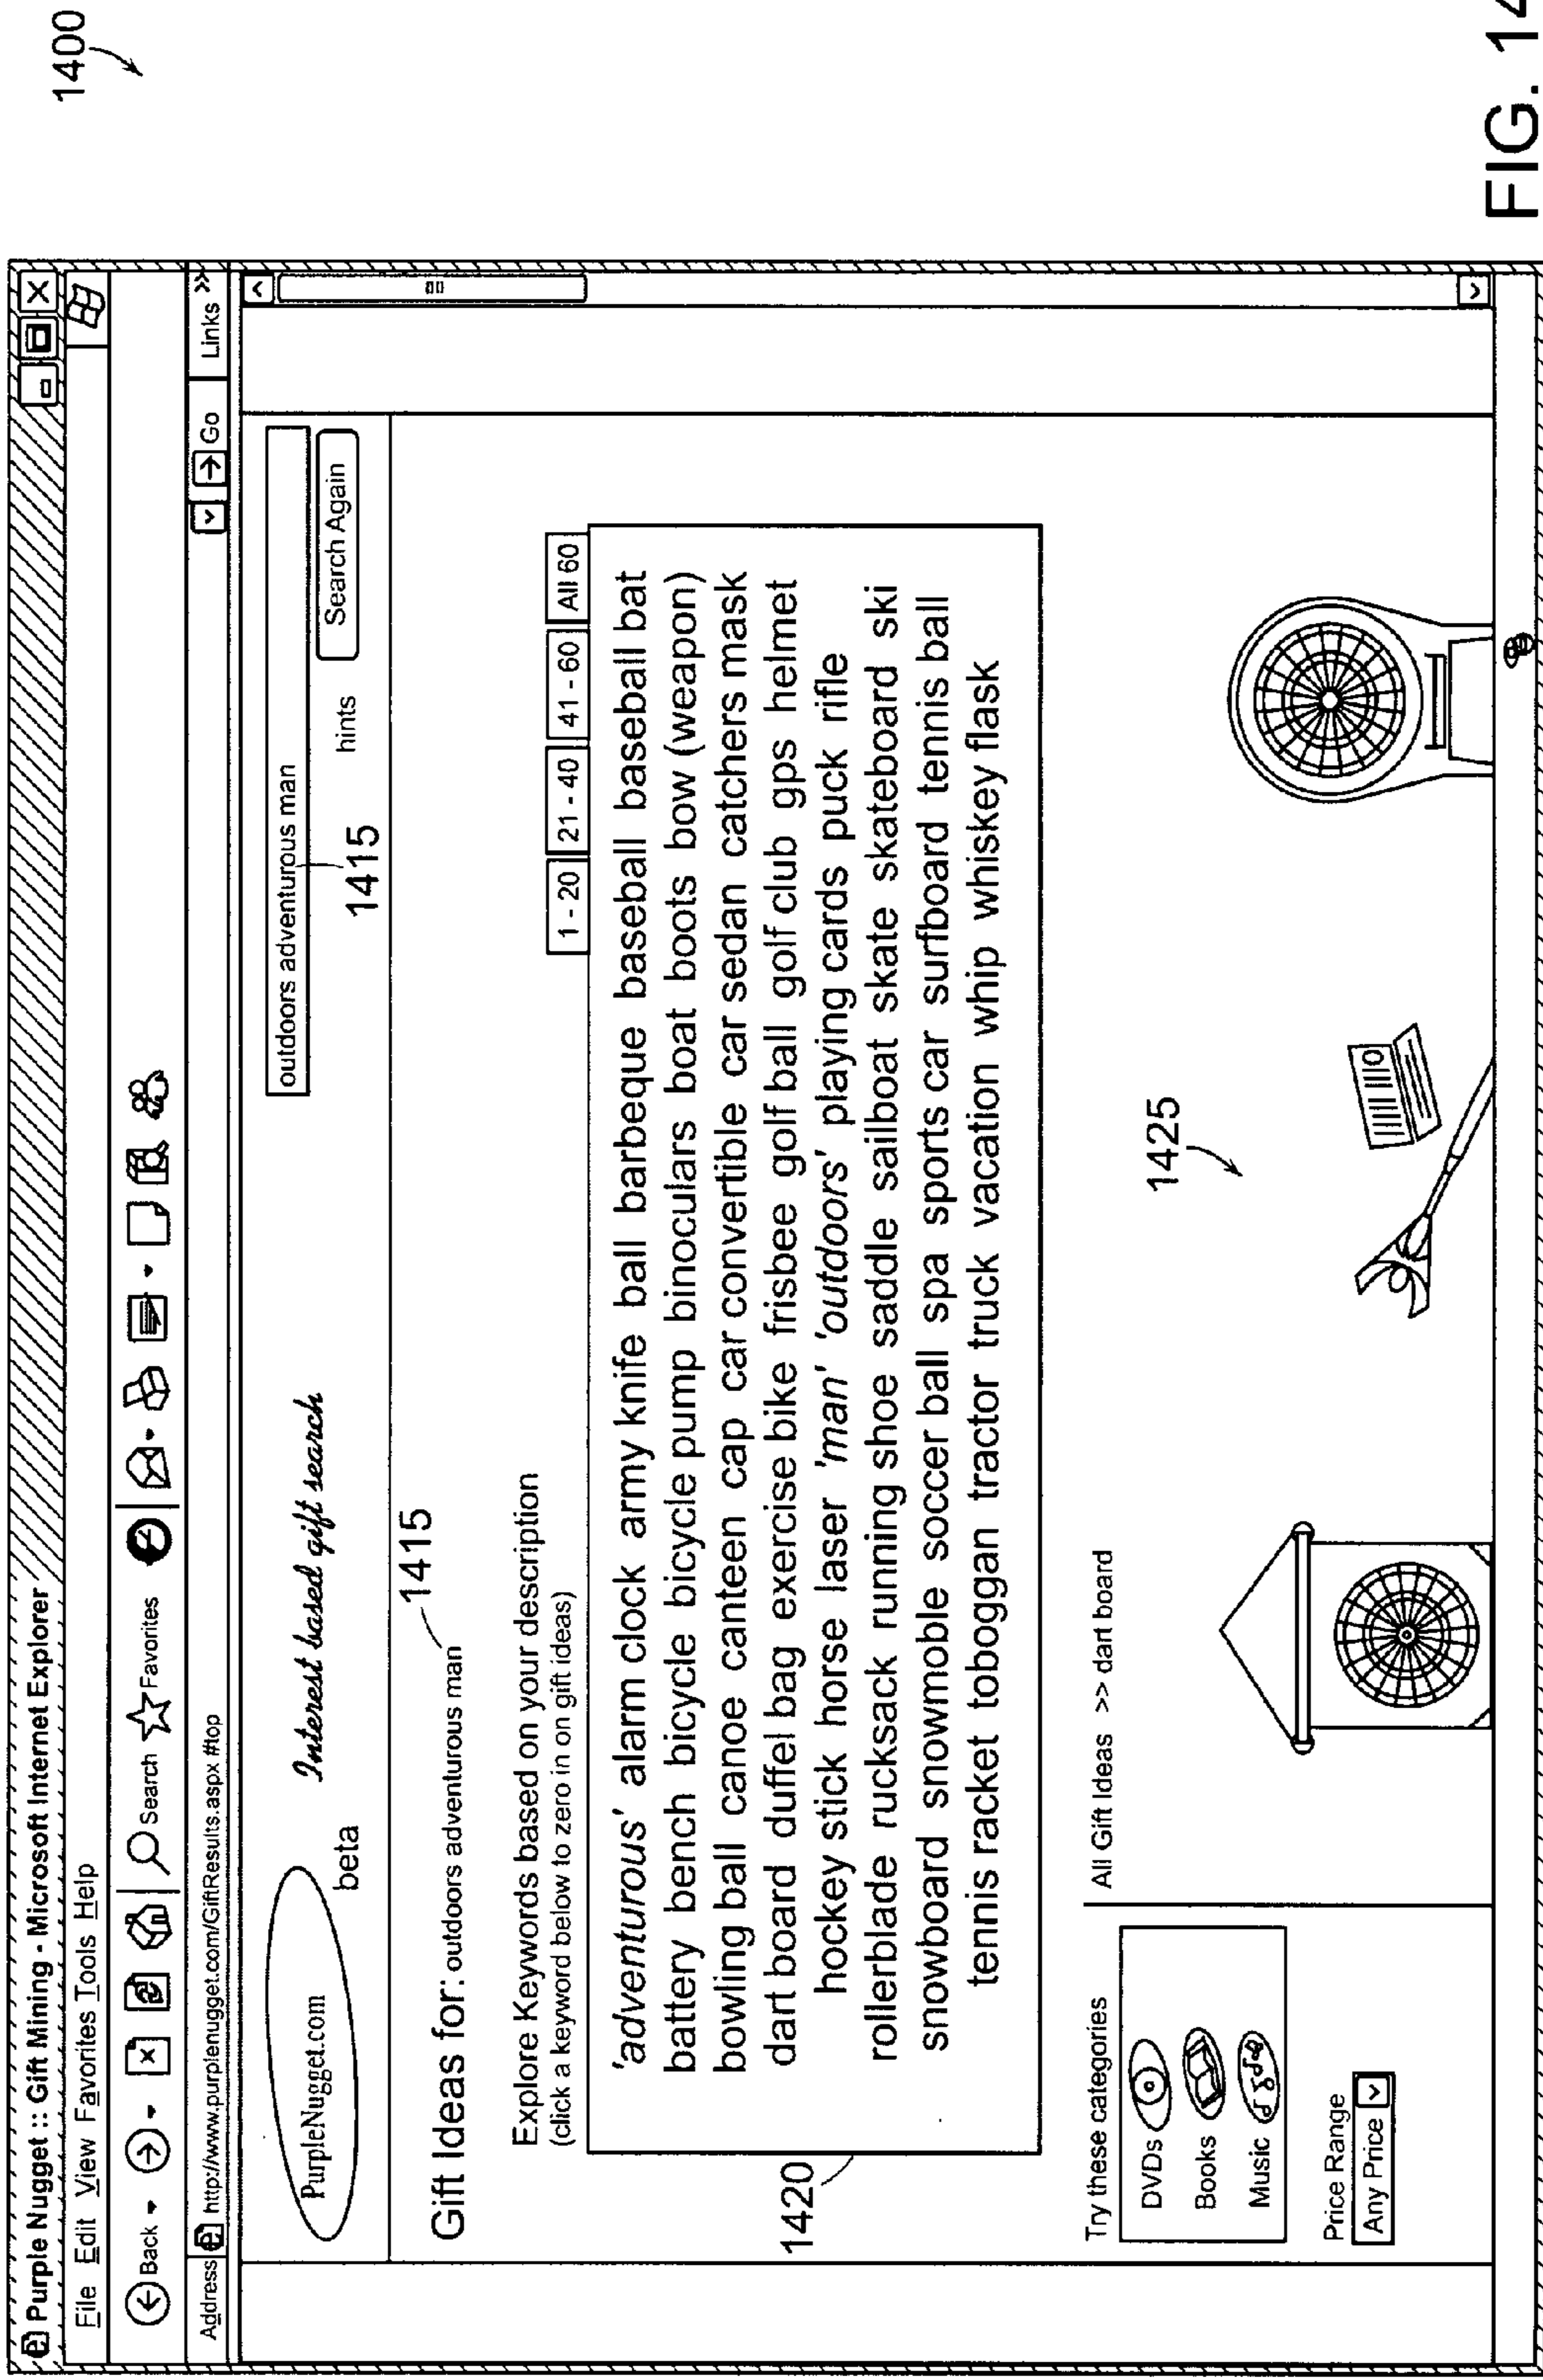 1400
Purple Nugget :: Gift Mining - Microsoft Internet Explorer
File Edit View Favorites Tools Help
Back Search Favorites
Address http://www.purplenugget.com/GiftResults.aspx #top Go Links >>
PurpleNugget.com beta Interest based gift search outdoors adventurous man
1415 hints Search Again
Gift Ideas for: outdoors adventurous man 1415
Explore Keywords based on your description
(click a keyword below to zero in on gift ideas)
1 - 20 21 - 40 41 - 60 All 60
'adventurous' alarm clock army knife ball barbeque baseball baseball bat
battery bench bicycle bicycle pump binoculars boat boots bow (weapon)
bowling ball canoe canteen cap car convertible car sedan catchers mask
dart board duffel bag exercise bike frisbee golf ball golf club gps helmet
hockey stick horse laser 'man' 'outdoors' playing cards puck rifle
rollerblade rucksack running shoe saddle sailboat skate skateboard ski
snowboard snowmoble soccer ball spa sports car surfboard tennis ball
tennis racket toboggan tractor truck vacation whip whiskey flask
1420
Try these categories
DVDs
Books
Music
Price Range
Any Price
All Gift Ideas >> dart board
1425
FIG. 14